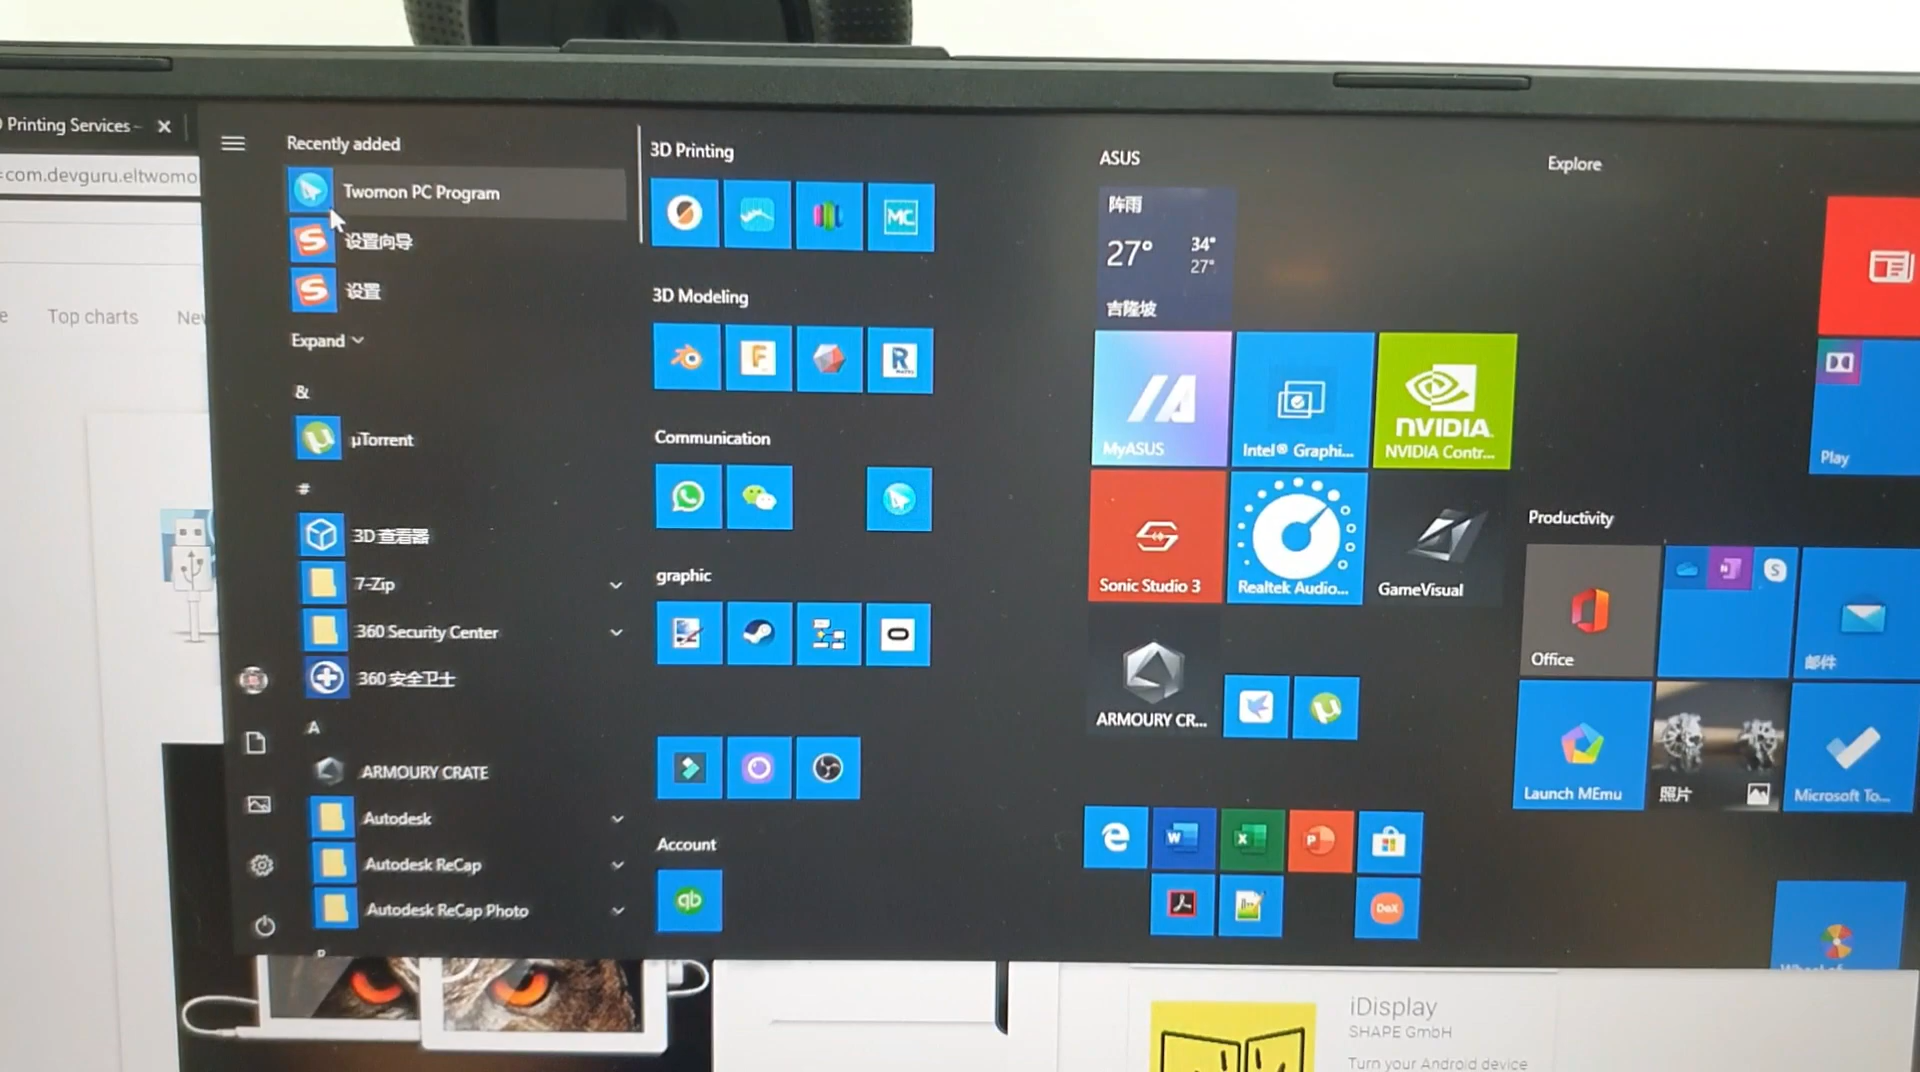 Printing Services
=com.devguru.eltwomo
Top charts
Recently added
Twomon PC Program
设置向导
设置
Expand
&
µTorrent
#
3D 查看器
7-Zip
360 Security Center
360 安全卫士
A
ARMOURY CRATE
Autodesk
Autodesk ReCap
Autodesk ReCap Photo
3D Printing
MC
3D Modeling
F
R
Communication
graphic
Account
qb
ASUS
阵雨
27°
34°
27°
吉隆坡
MyASUS
Intel® Graphi...
NVIDIA
NVIDIA Contr...
Sonic Studio 3
Realtek Audio...
GameVisual
ARMOURY CR...
W
X
P
DeX
Explore
Play
Productivity
Office
N
S
邮件
Launch MEmu
照片
Microsoft To...
iDisplay
SHAPE GmbH
Turn your Android device